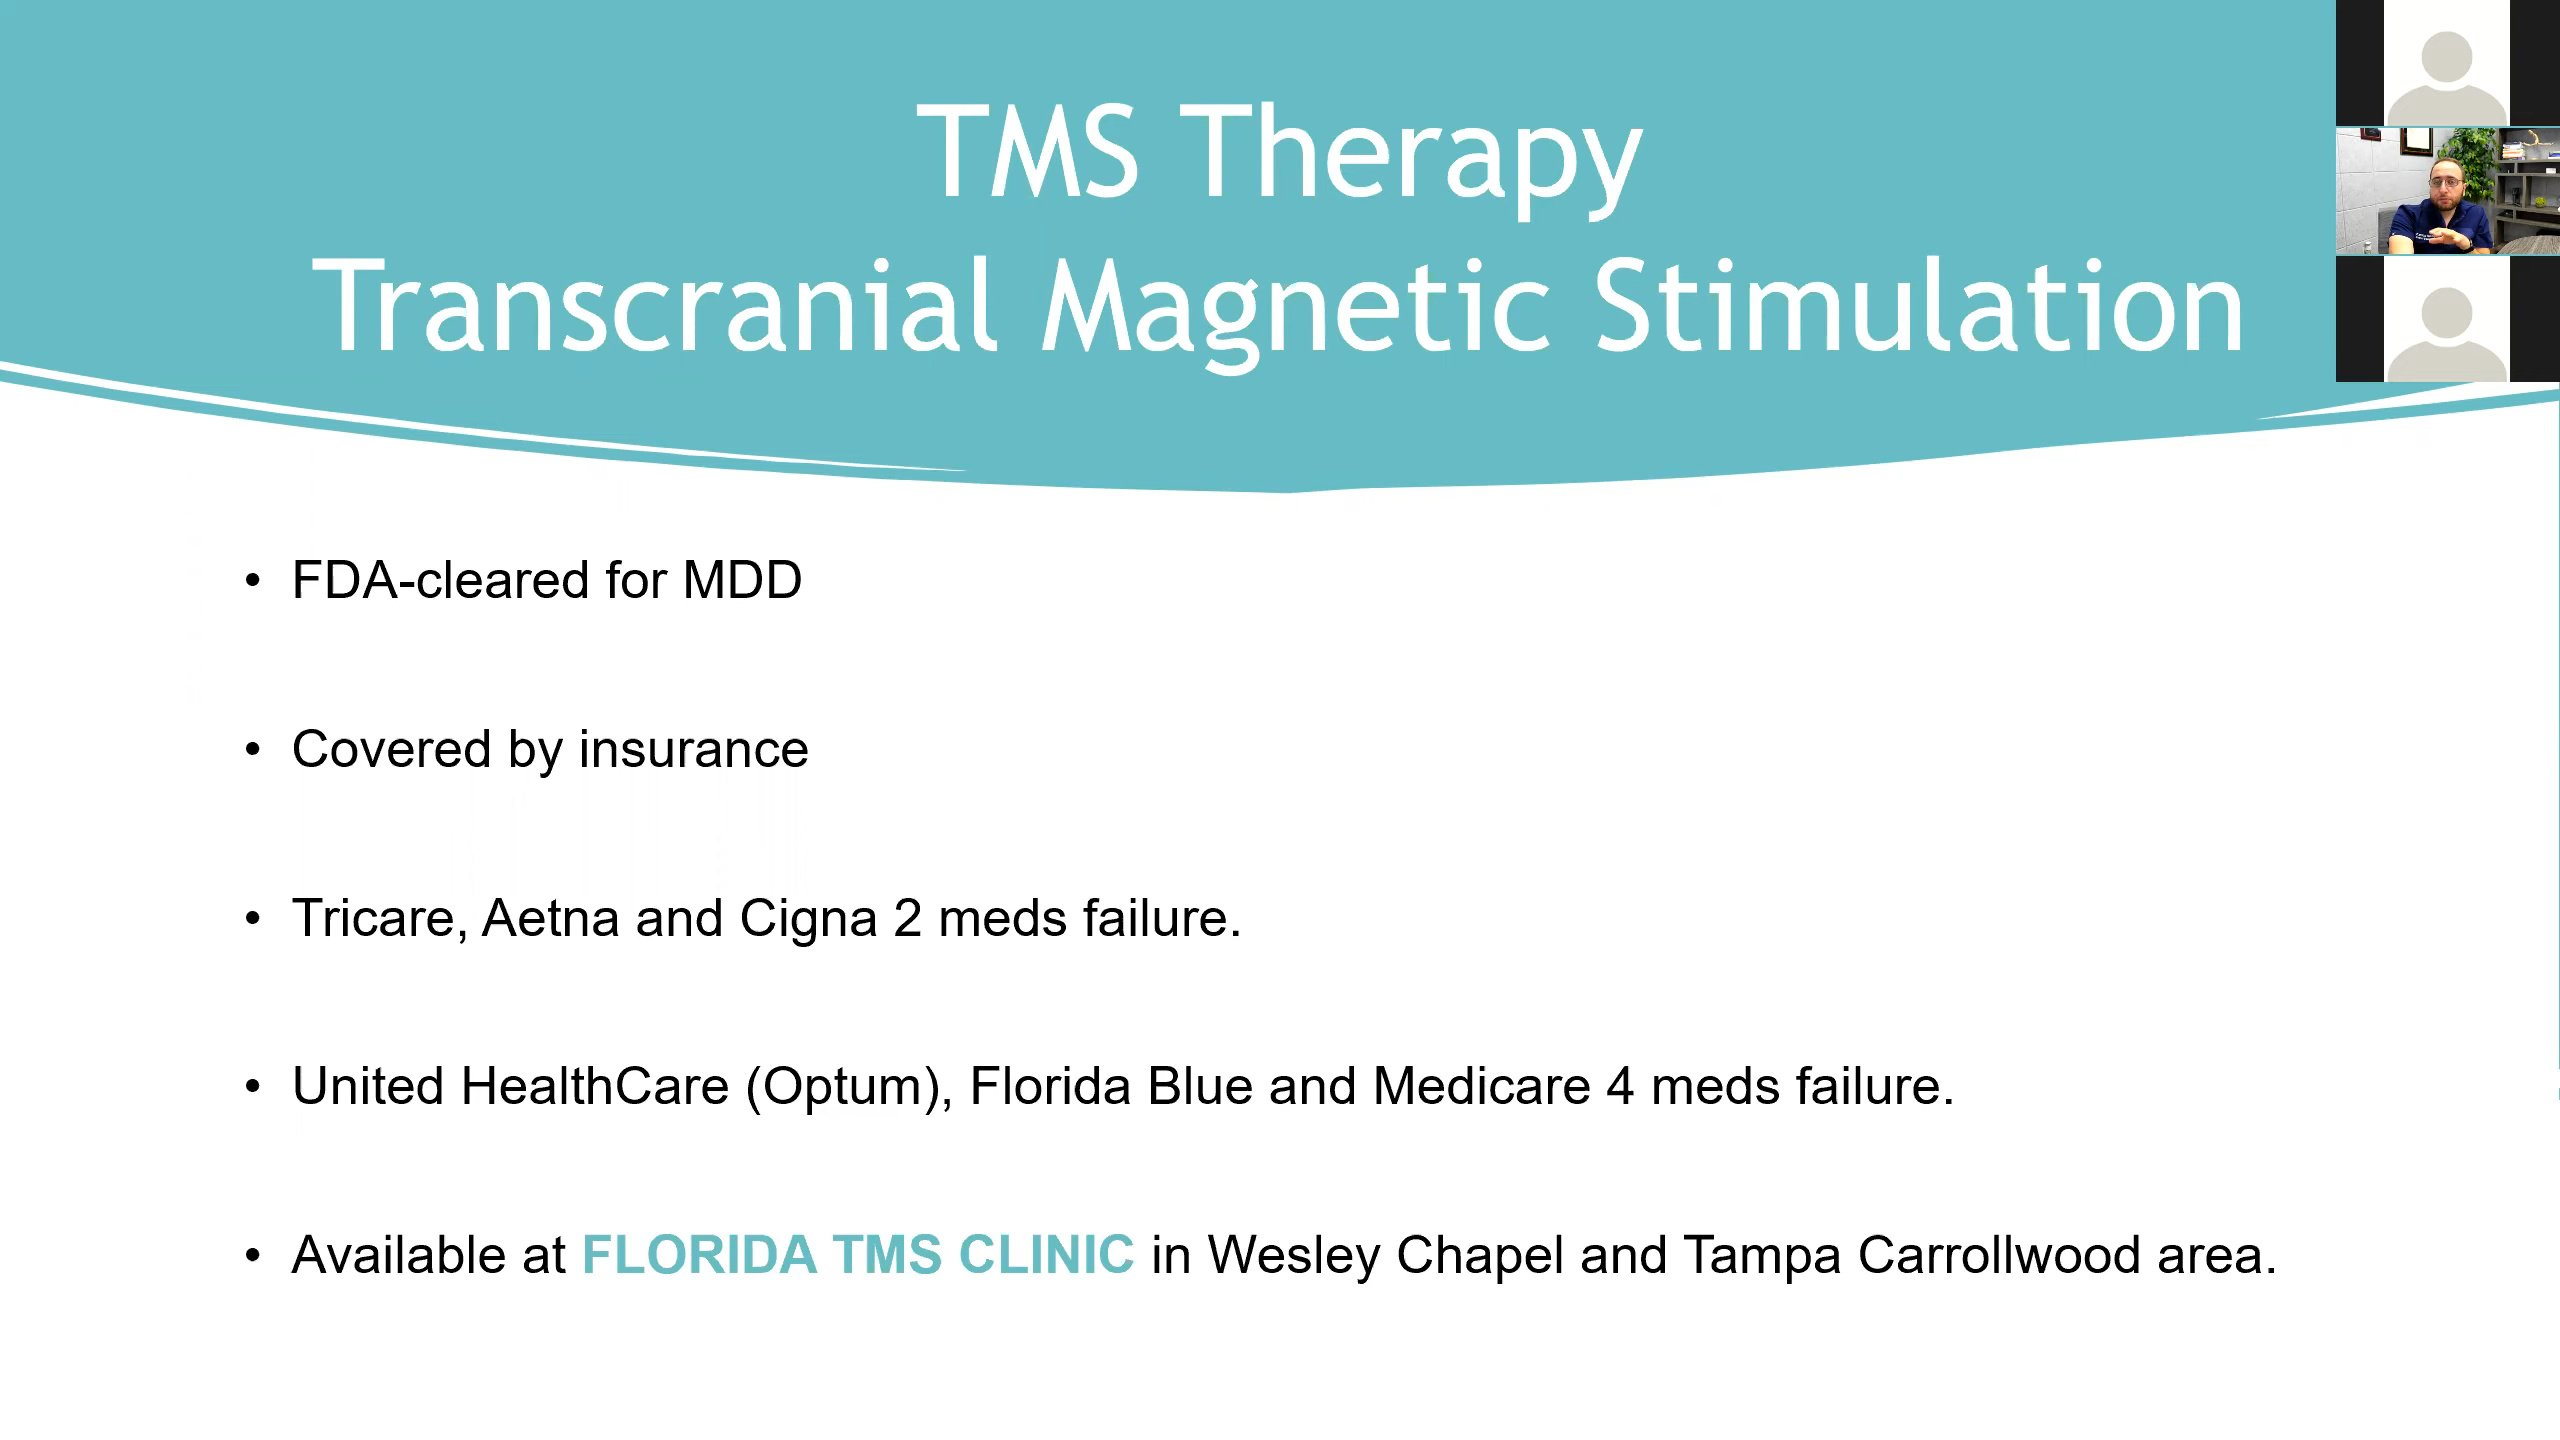 TMS Therapy
Transcranial Magnetic Stimulation
• FDA-cleared for MDD
• Covered by insurance
• Tricare, Aetna and Cigna 2 meds failure.
• United HealthCare (Optum), Florida Blue and Medicare 4 meds failure.
• Available at FLORIDA TMS CLINIC in Wesley Chapel and Tampa Carrollwood area.